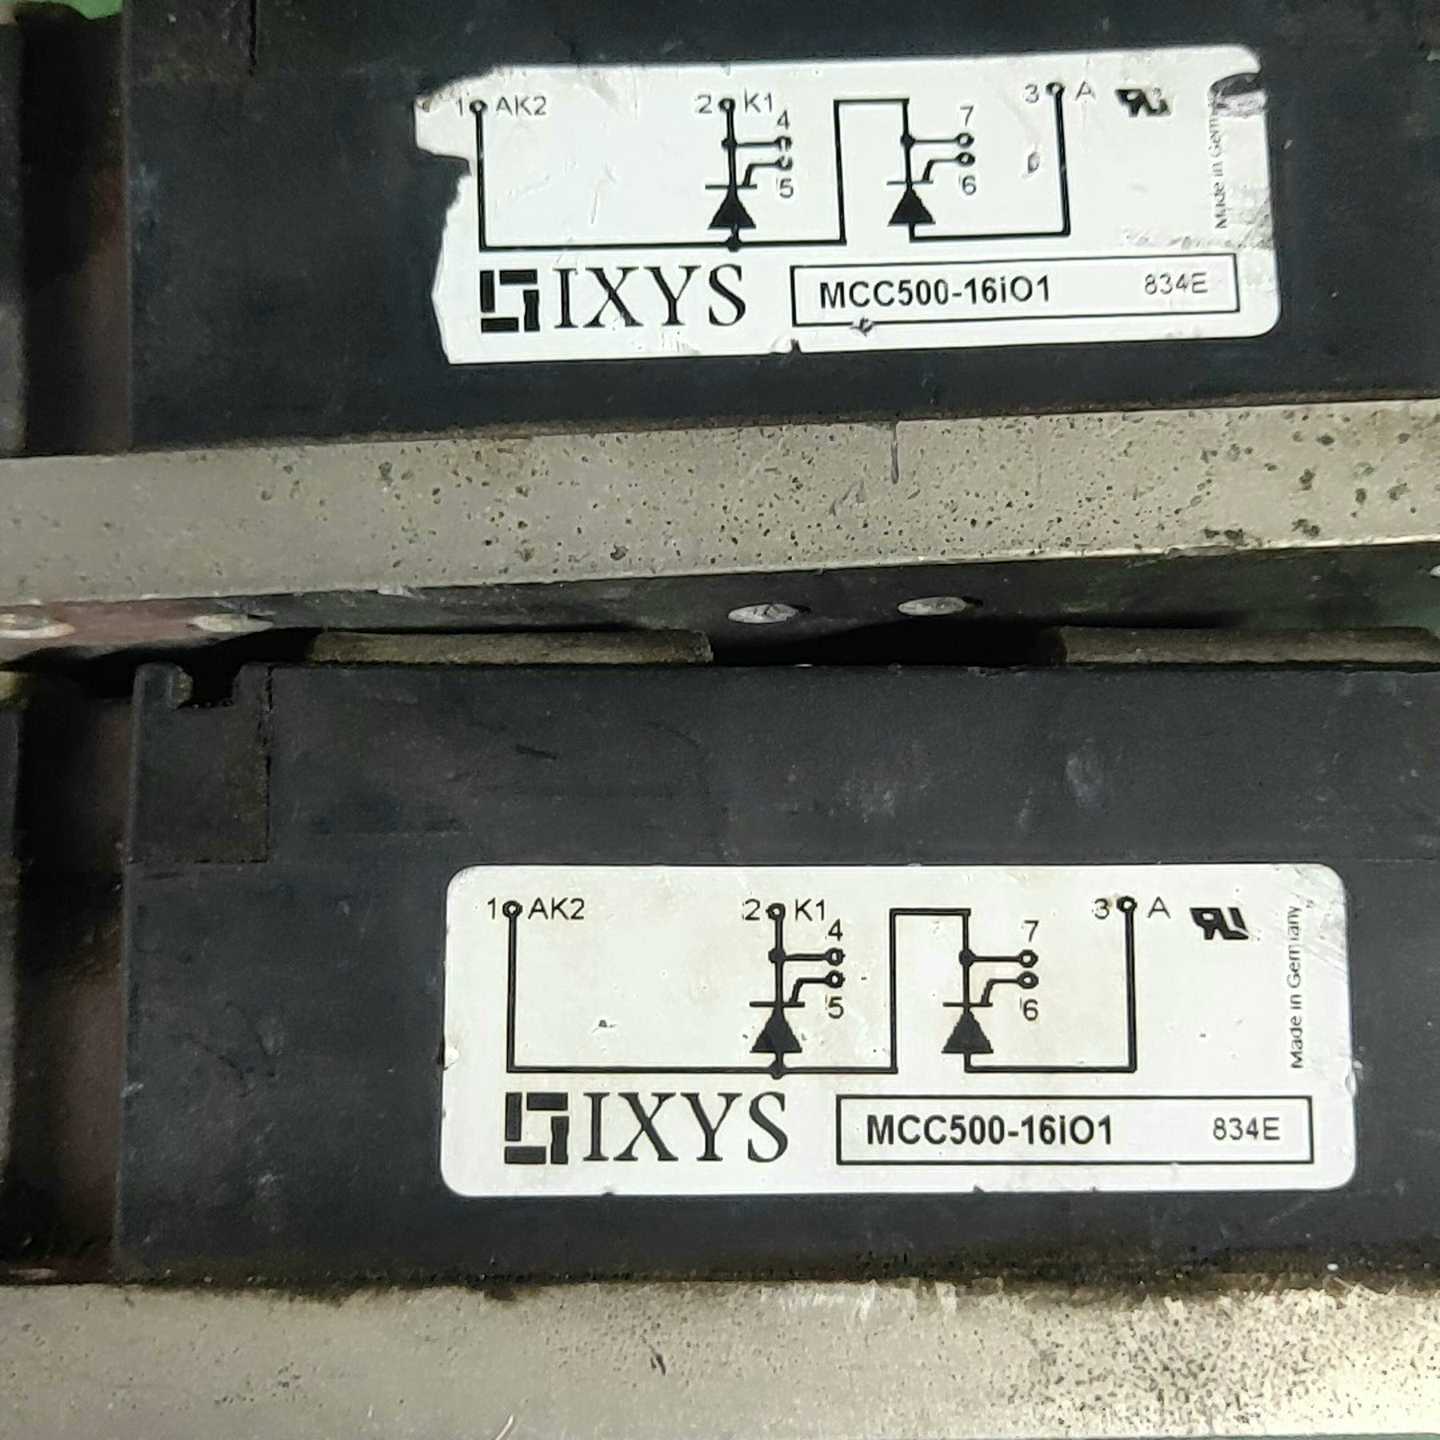 1 AK2 2 K1 4 5 7 6 3 A
Made in Germany
IXYS MCC500-16iO1 834E
1 AK2 2 K1 4 5 7 6 3 A
Made in Germany
IXYS MCC500-16iO1 834E